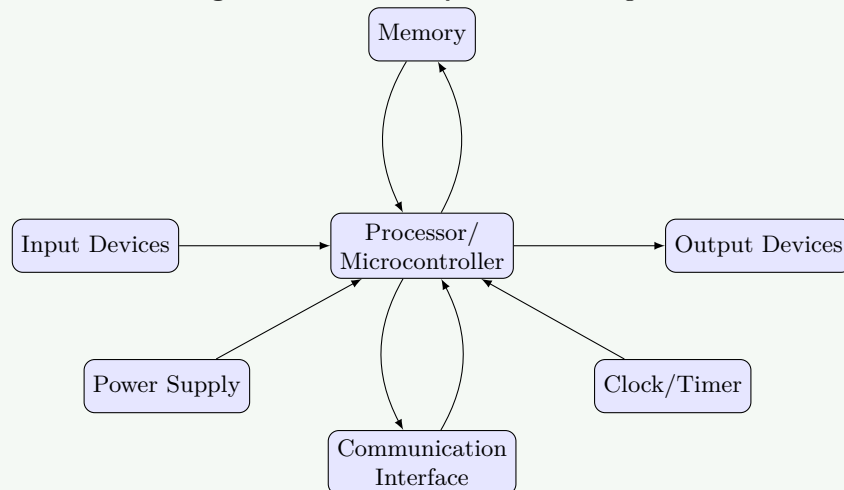 Memory
Input Devices
Processor/
Microcontroller
Output Devices
Power Supply
Clock/Timer
Communication
Interface